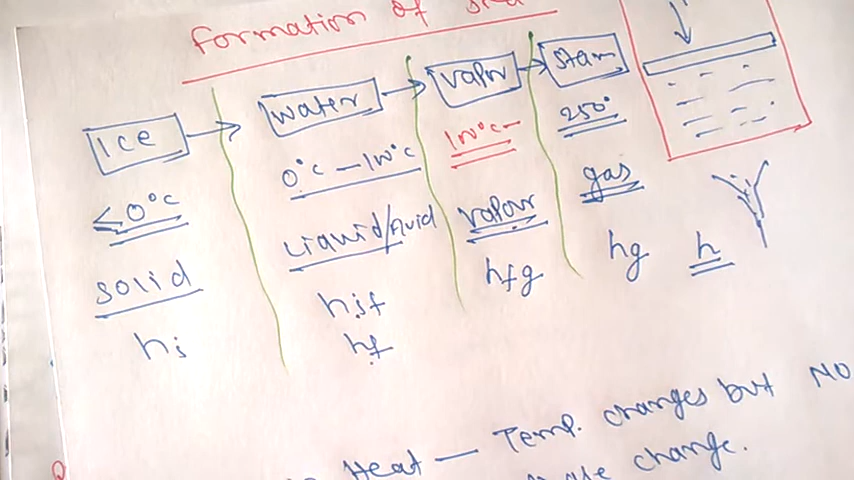 Formation of
Ice → water → vapor → stam
<0°c 0°c — 100°c 100°c— 250°
solid Liquid/fluid vapour gas
hi hif hfg hg h
hf
Heat — Temp. changes but NO
change.